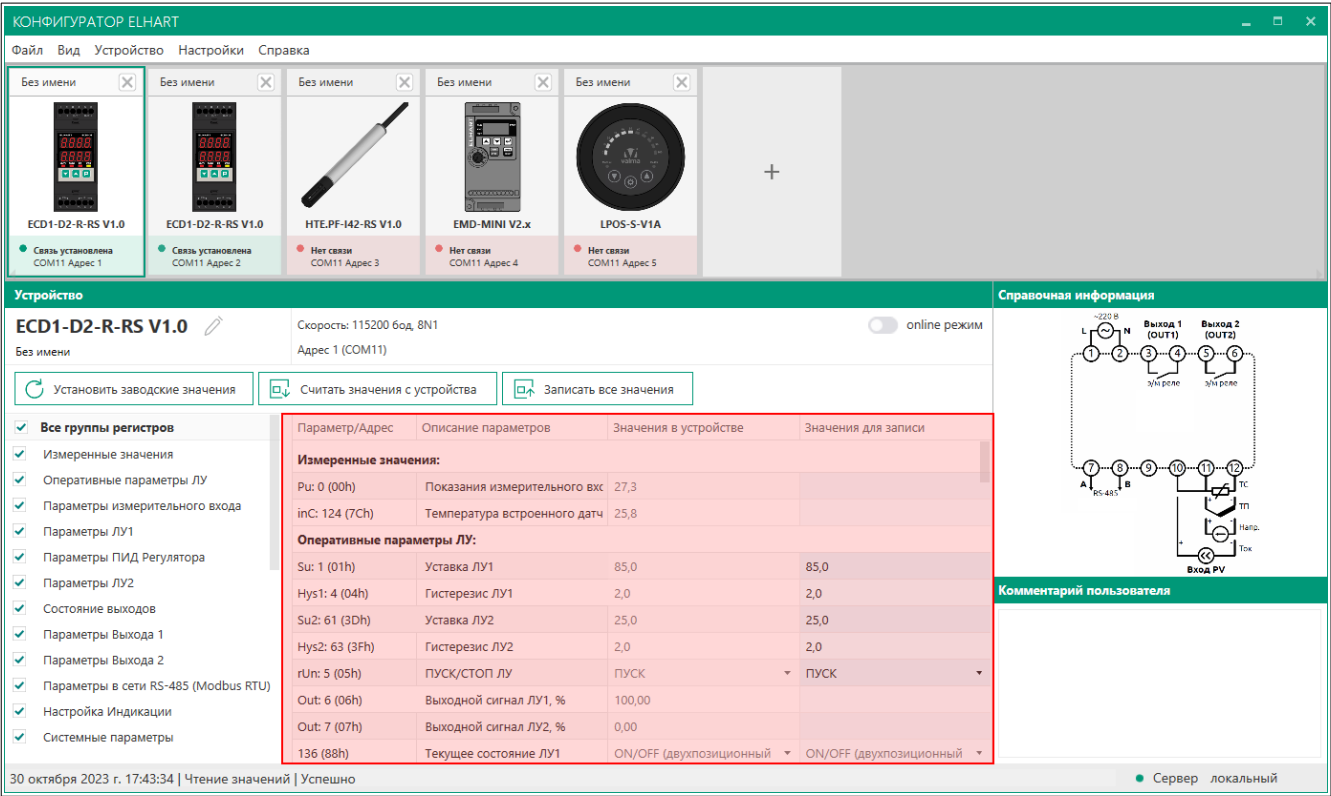 КОНФИГУРАТОР ELHART
Файл Вид Устройство Настройки Справка
Без имени Без имени Без имени Без имени Без имени
ECD1-D2-R-RS V1.0 ECD1-D2-R-RS V1.0 HTE.PF-I42-RS V1.0 EMD-MINI V2.x LPOS-S-V1A
+
Связь установлена Связь установлена Нет связи Нет связи Нет связи
COM11 Адрес 1 COM11 Адрес 2 COM11 Адрес 3 COM11 Адрес 4 COM11 Адрес 5
Устройство
ECD1-D2-R-RS V1.0
Без имени
Скорость: 115200 бод, 8N1
Адрес 1 (COM11)
online режим
Установить заводские значения Считать значения с устройства Записать все значения
Все группы регистров
Измеренные значения
Оперативные параметры ЛУ
Параметры измерительного входа
Параметры ЛУ1
Параметры ПИД Регулятора
Параметры ЛУ2
Состояние выходов
Параметры Выхода 1
Параметры Выхода 2
Параметры в сети RS-485 (Modbus RTU)
Настройка Индикации
Системные параметры
Параметр/Адрес Описание параметров Значения в устройстве Значения для записи
Измеренные значения:
Pu: 0 (00h) Показания измерительного вхс 27,3
inC: 124 (7Ch) Температура встроенного датч 25,8
Оперативные параметры ЛУ:
Su: 1 (01h) Уставка ЛУ1 85,0 85,0
Hys1: 4 (04h) Гистерезис ЛУ1 2,0 2,0
Su2: 61 (3Dh) Уставка ЛУ2 25,0 25,0
Hys2: 63 (3Fh) Гистерезис ЛУ2 2,0 2,0
rUn: 5 (05h) ПУСК/СТОП ЛУ ПУСК ПУСК
Out: 6 (06h) Выходной сигнал ЛУ1, % 100,00
Out: 7 (07h) Выходной сигнал ЛУ2, % 0,00
136 (88h) Текущее состояние ЛУ1 ON/OFF (двухпозиционный ON/OFF (двухпозиционный
Справочная информация
~220 В
L N
Выход 1 Выход 2
(OUT1) (OUT2)
1 2 3 4 5 6
э/м реле э/м реле
7 8 9 10 11 12
A B
RS-485
ТС
ТП
Напр.
Ток
Вход PV
Комментарий пользователя
30 октября 2023 г. 17:43:34 | Чтение значений | Успешно
Сервер локальный